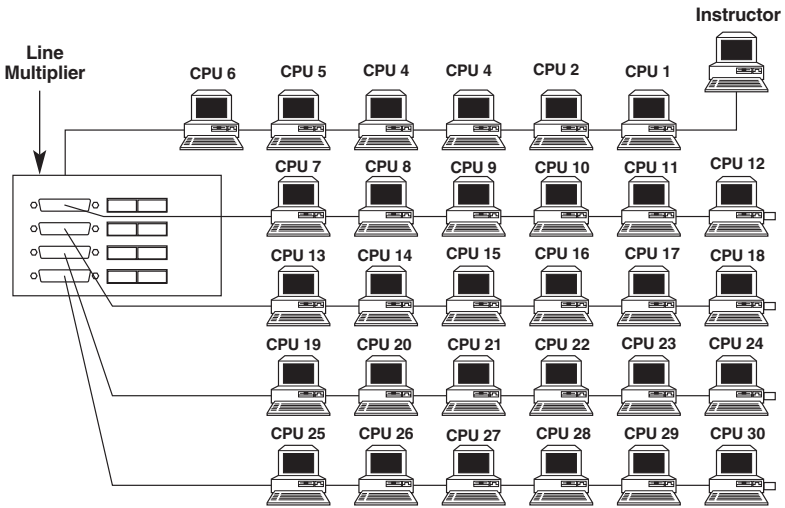 Instructor
Line
Multiplier
CPU 6 CPU 5 CPU 4 CPU 4 CPU 2 CPU 1
CPU 7 CPU 8 CPU 9 CPU 10 CPU 11 CPU 12
CPU 13 CPU 14 CPU 15 CPU 16 CPU 17 CPU 18
CPU 19 CPU 20 CPU 21 CPU 22 CPU 23 CPU 24
CPU 25 CPU 26 CPU 27 CPU 28 CPU 29 CPU 30